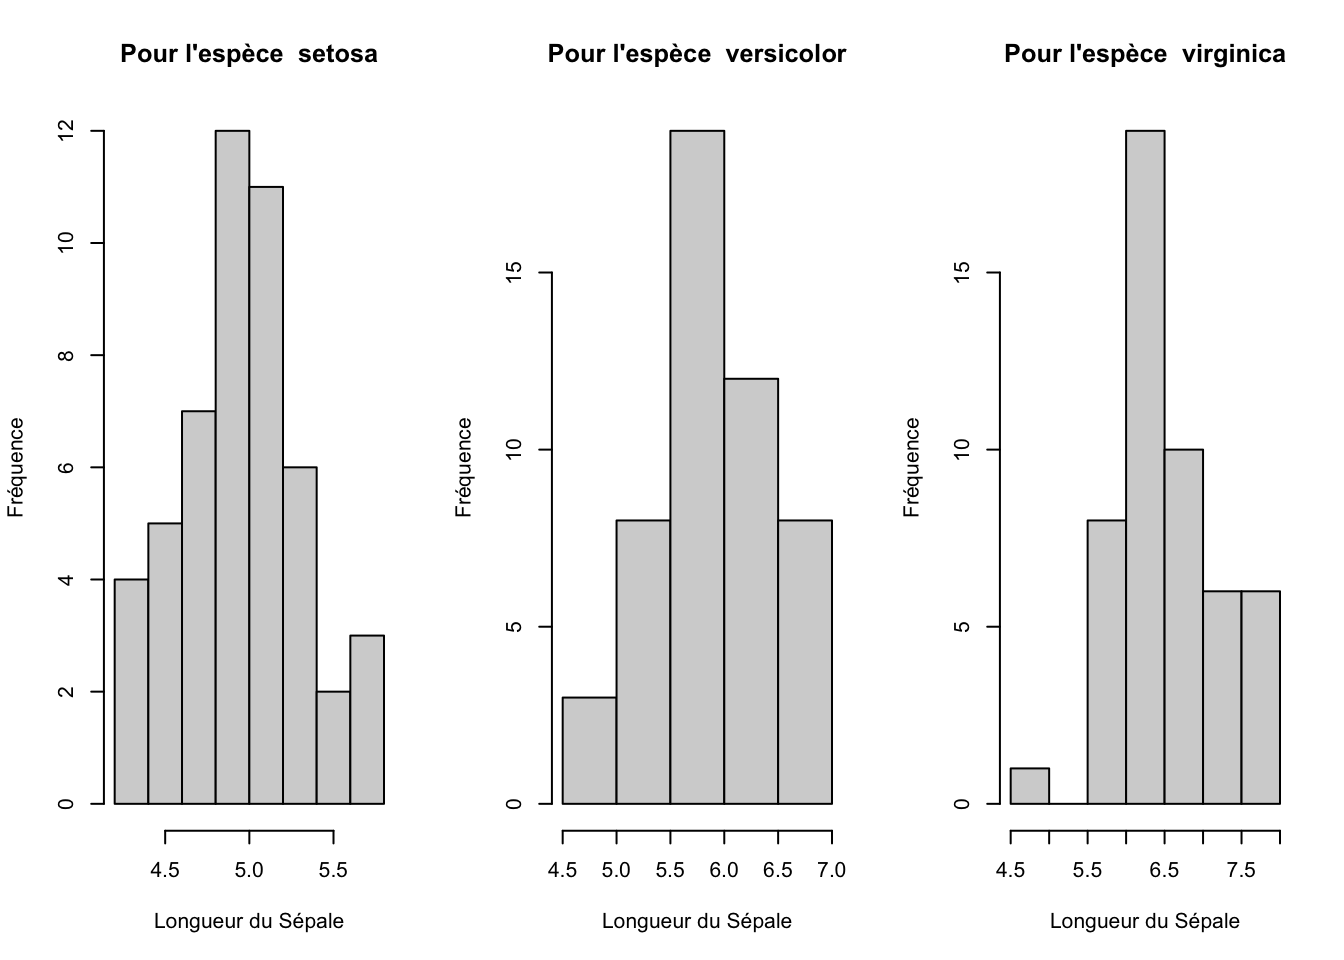 Pour l'espèce  setosa
Fréquence
12
10
8
6
4
2
0
4.5 5.0 5.5
Longueur du Sépale
Pour l'espèce  versicolor
Fréquence
15
10
5
0
4.5 5.0 5.5 6.0 6.5 7.0
Longueur du Sépale
Pour l'espèce  virginica
Fréquence
15
10
5
0
4.5 5.5 6.5 7.5
Longueur du Sépale